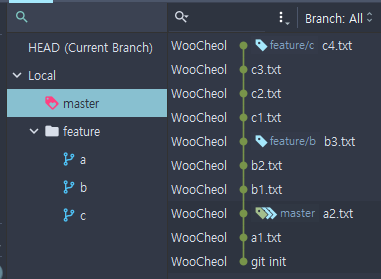 Branch: All
HEAD (Current Branch)
Local
master
feature
a
b
c
WooCheol feature/c c4.txt
WooCheol c3.txt
WooCheol c2.txt
WooCheol c1.txt
WooCheol feature/b b3.txt
WooCheol b2.txt
WooCheol b1.txt
WooCheol master a2.txt
WooCheol a1.txt
WooCheol git init